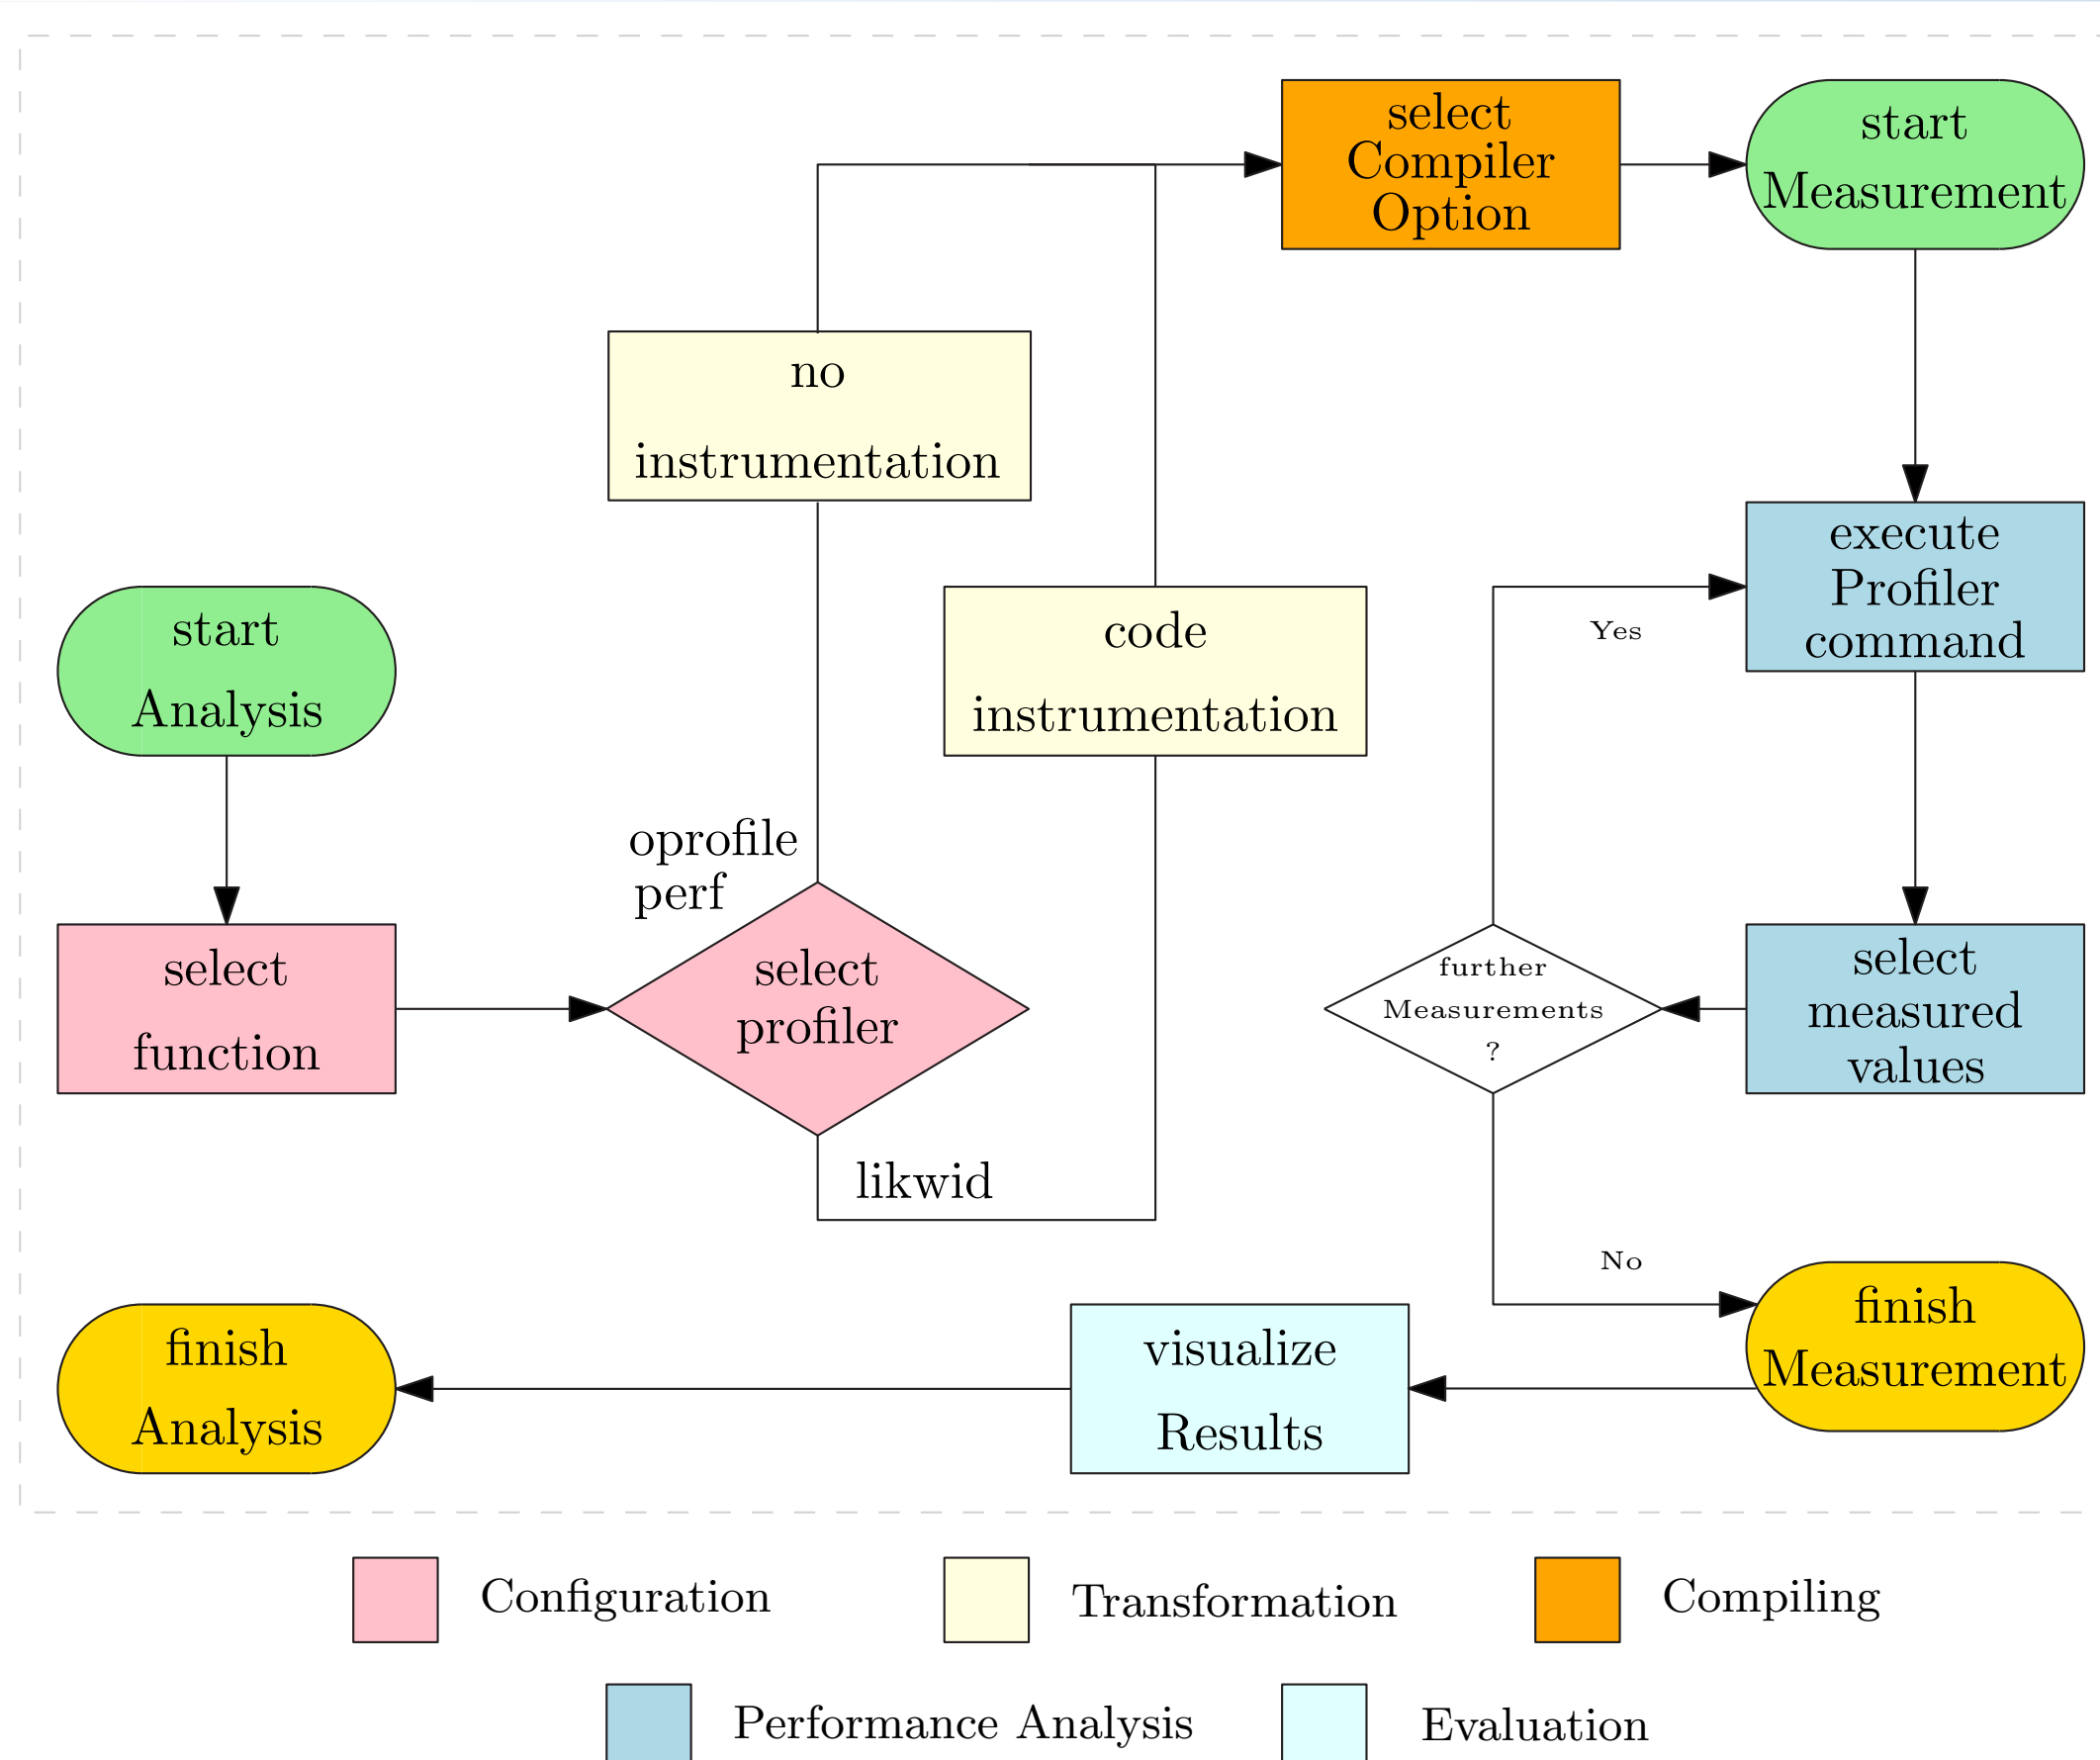 select
Compiler
Option
start
Measurement
no
instrumentation
execute
Profiler
command
start
Analysis
code
instrumentation
Yes
oprofile
perf
select
function
select
profiler
further
Measurements
?
select
measured
values
likwid
No
finish
Analysis
visualize
Results
finish
Measurement
Configuration
Transformation
Compiling
Performance Analysis
Evaluation